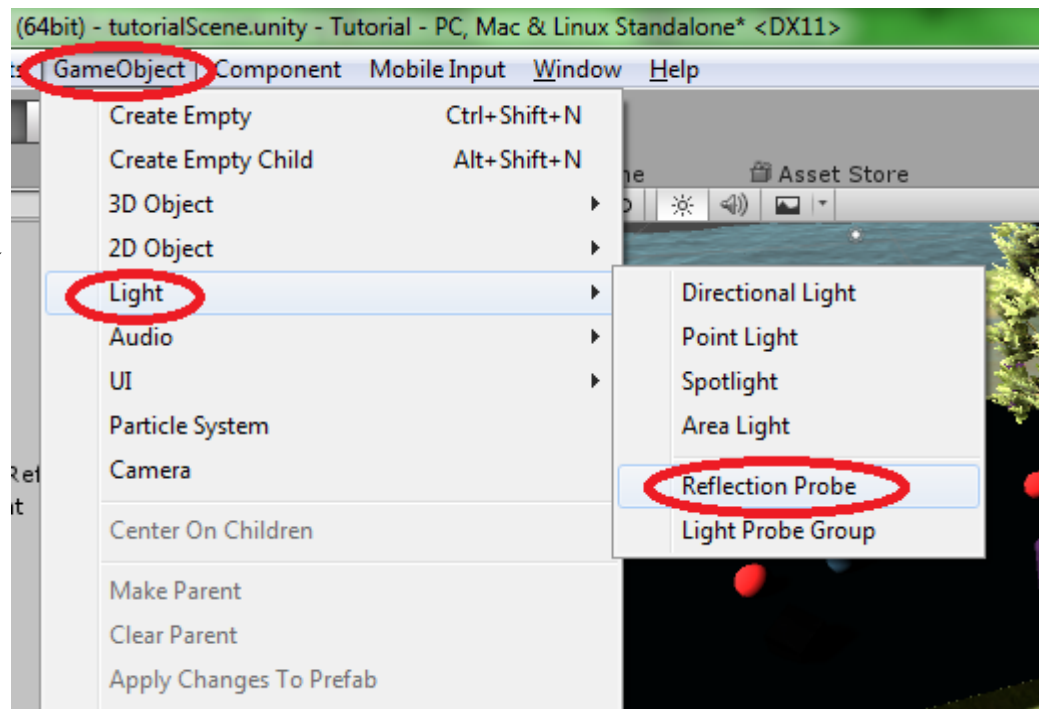 (64bit) - tutorialScene.unity - Tutorial - PC, Mac & Linux Standalone* <DX11>
GameObject Component Mobile Input Window Help
Create Empty Ctrl+Shift+N
Create Empty Child Alt+Shift+N
3D Object
2D Object
Light
Audio
UI
Particle System
Camera
Center On Children
Make Parent
Clear Parent
Apply Changes To Prefab
Asset Store
Directional Light
Point Light
Spotlight
Area Light
Reflection Probe
Light Probe Group